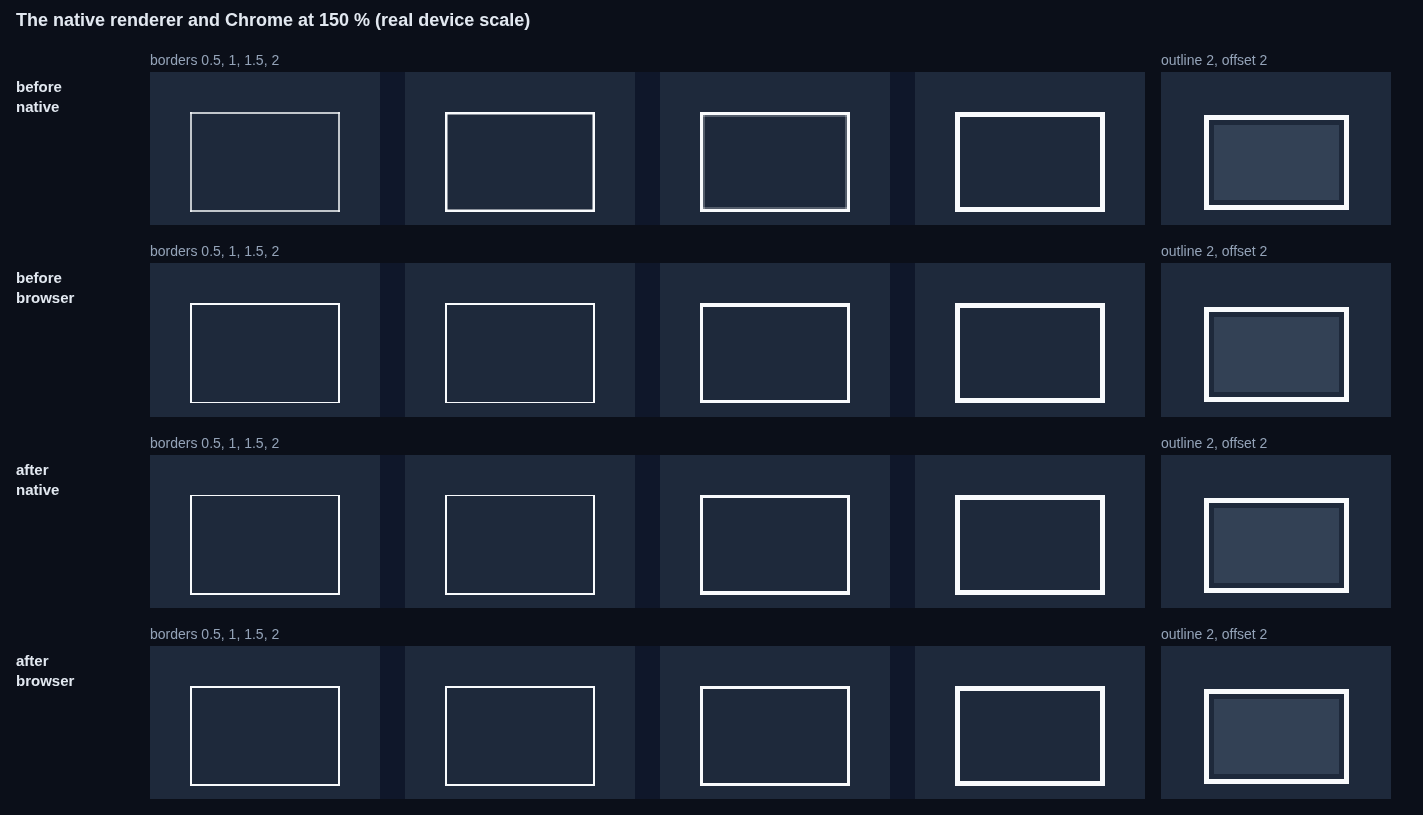 The native renderer and Chrome at 150 % (real device scale)
borders 0.5, 1, 1.5, 2
outline 2, offset 2
before
native
borders 0.5, 1, 1.5, 2
outline 2, offset 2
before
browser
borders 0.5, 1, 1.5, 2
outline 2, offset 2
after
native
borders 0.5, 1, 1.5, 2
outline 2, offset 2
after
browser